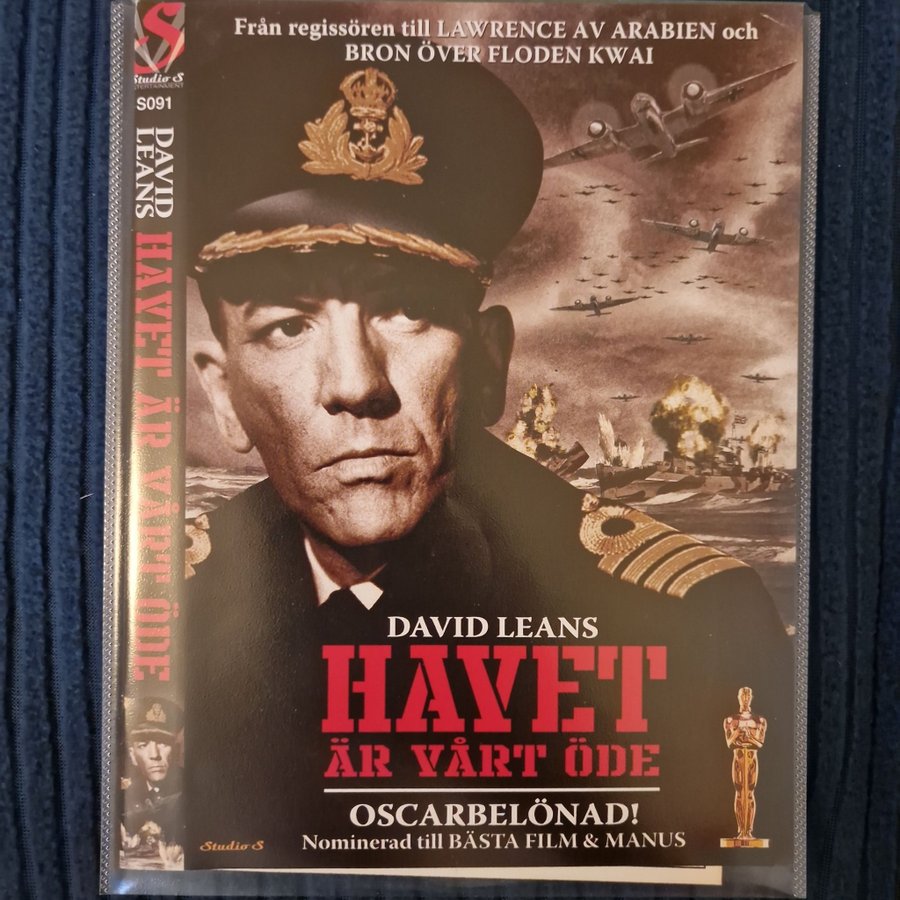 Från regissören till LAWRENCE AV ARABIEN och
BRON ÖVER FLODEN KWAI
S
Studio S
ENTERTAINMENT
S091
DAVID
LEANS
HAVET ÄR VÅRT ÖDE
DAVID LEANS
HAVET
ÄR VÅRT ÖDE
OSCARBELÖNAD!
Nominerad till BÄSTA FILM & MANUS
Studio S